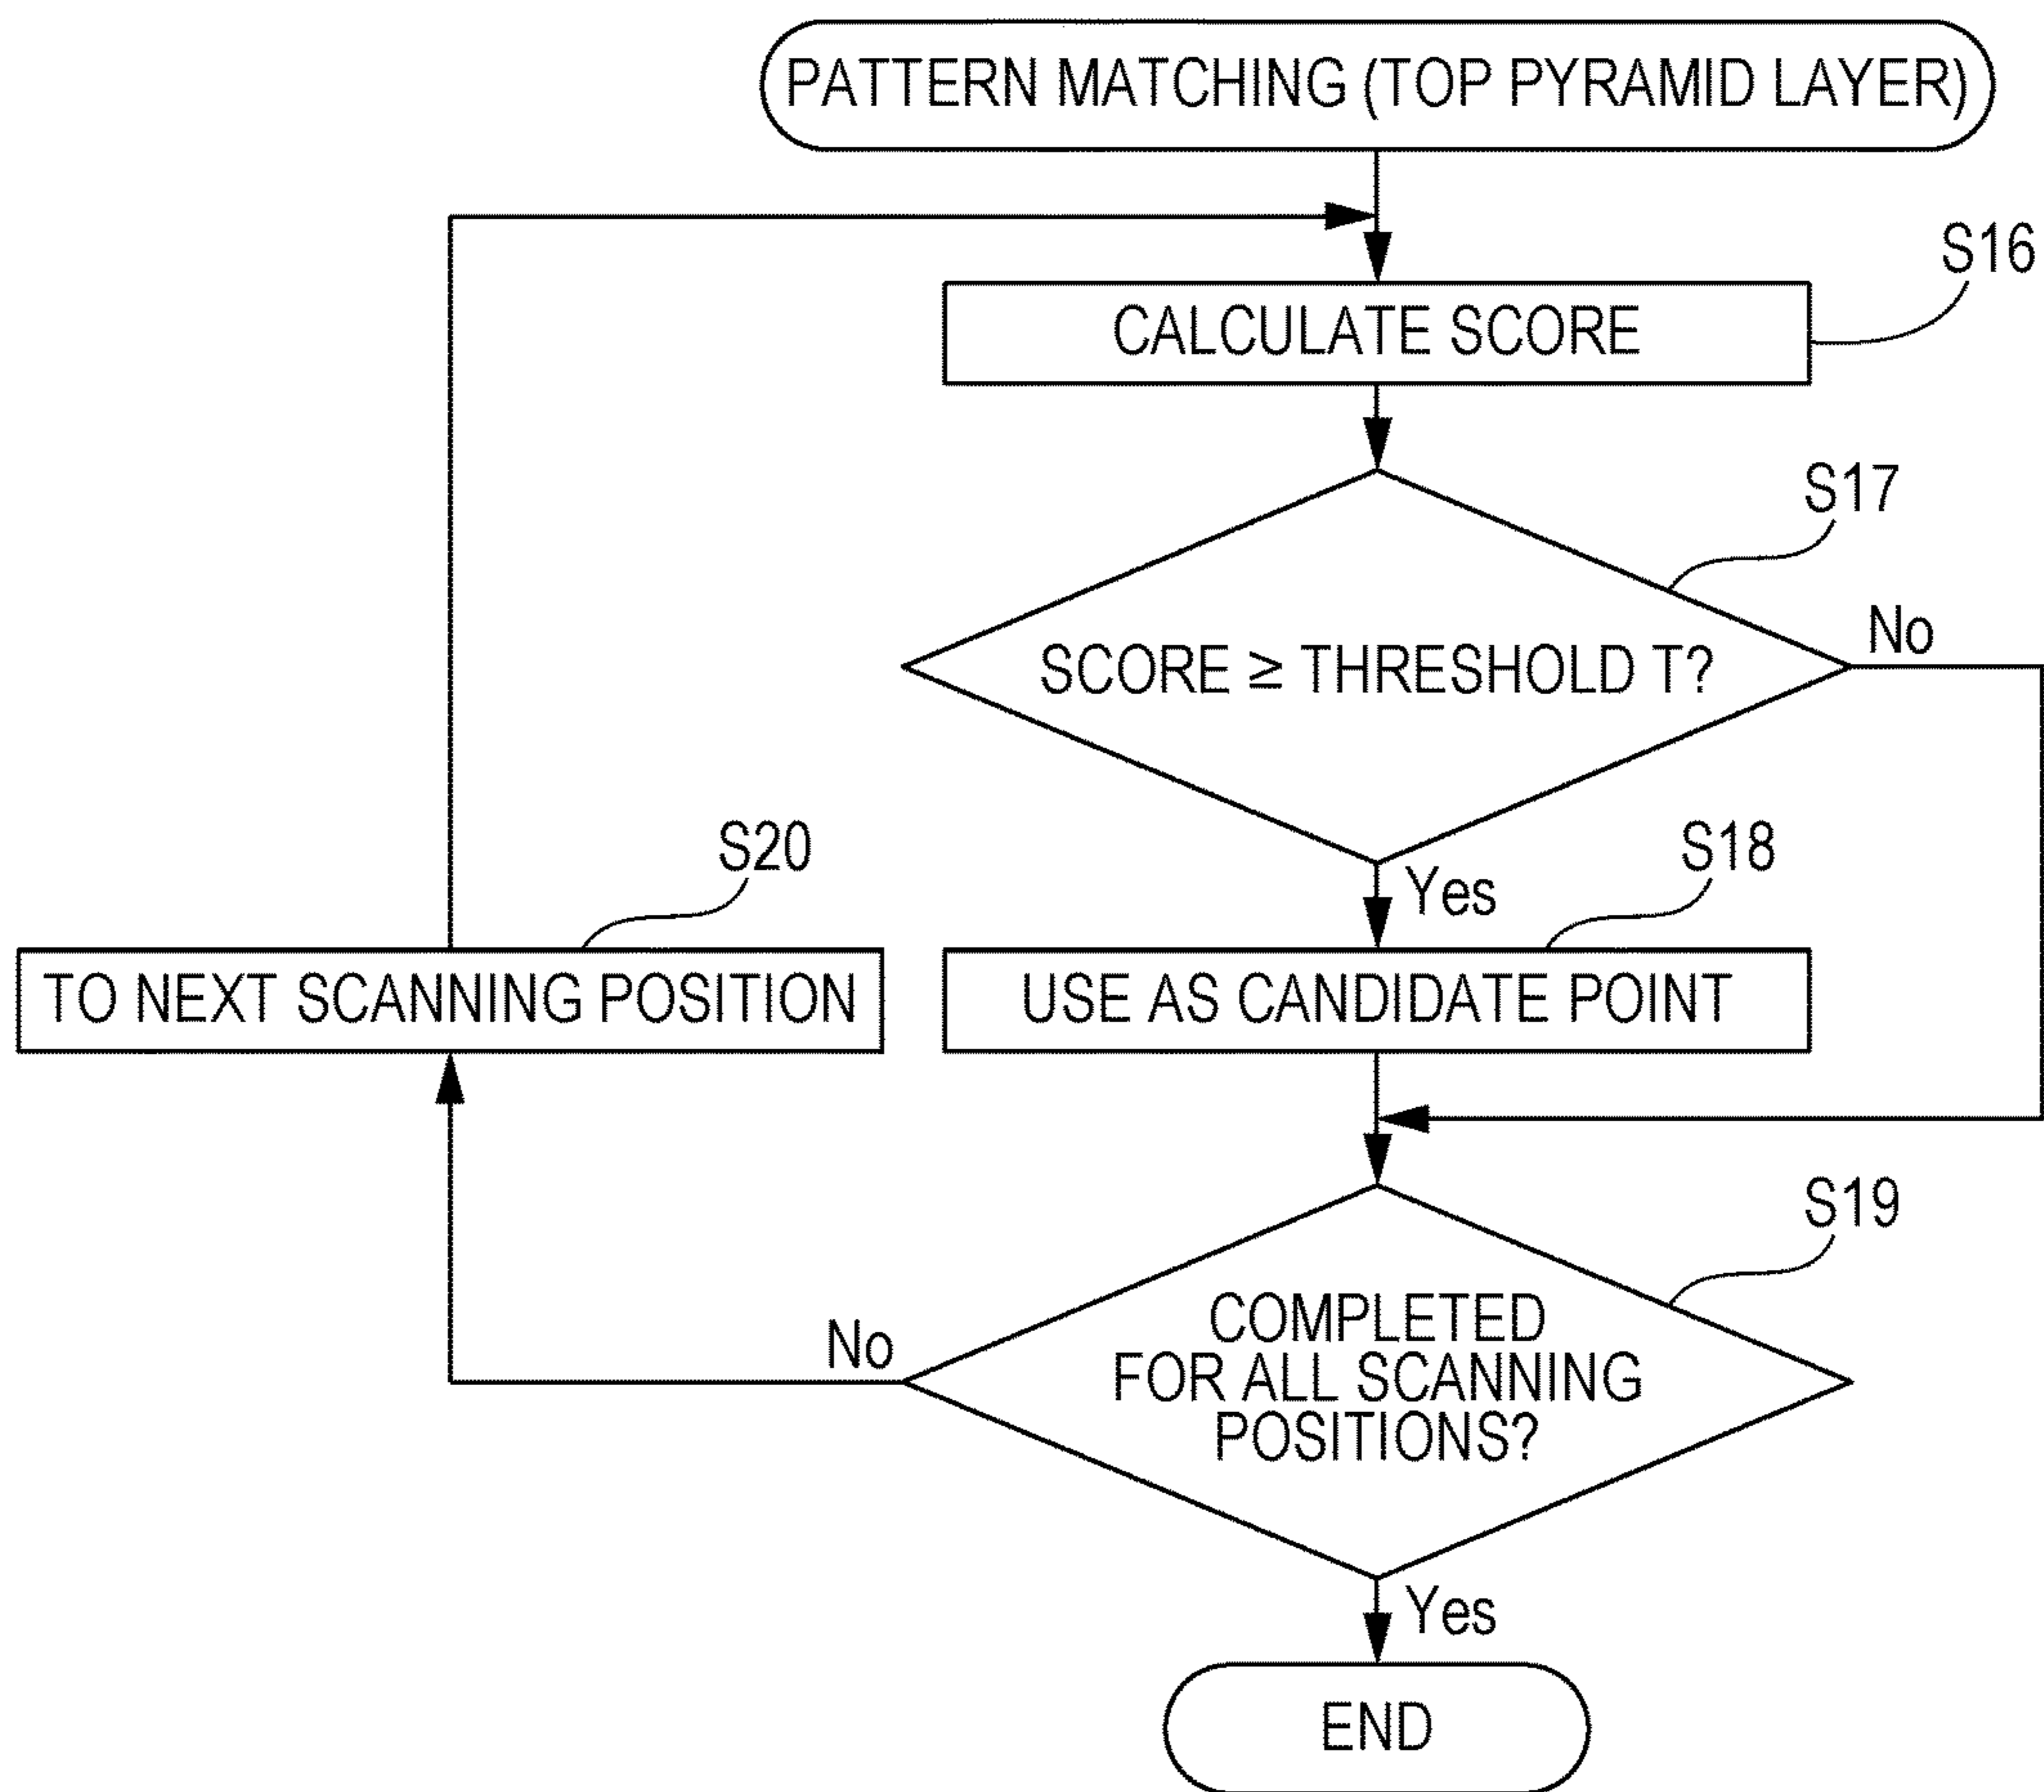 PATTERN MATCHING (TOP PYRAMID LAYER)
S16
CALCULATE SCORE
S17
SCORE ≥ THRESHOLD T?
No
Yes
S18
USE AS CANDIDATE POINT
S20
TO NEXT SCANNING POSITION
S19
COMPLETED
FOR ALL SCANNING
POSITIONS?
No
Yes
END